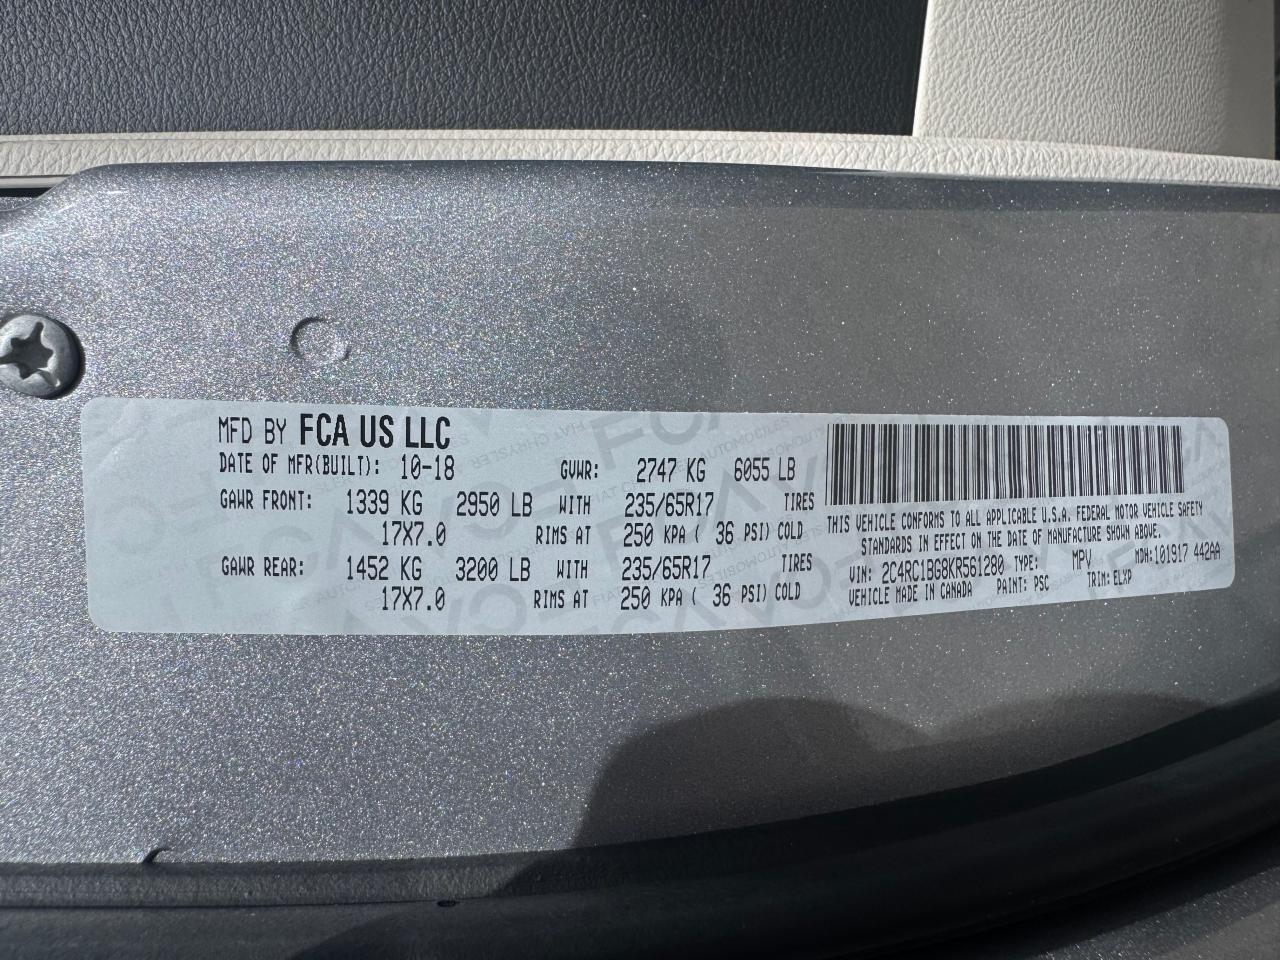 MFD BY FCA US LLC
DATE OF MFR(BUILT): 10-18 GVWR: 2747 KG 6055 LB
GAWR FRONT: 1339 KG 2950 LB WITH 235/65R17 TIRES
17X7.0 RIMS AT 250 KPA ( 36 PSI) COLD
GAWR REAR: 1452 KG 3200 LB WITH 235/65R17 TIRES
17X7.0 RIMS AT 250 KPA ( 36 PSI) COLD
THIS VEHICLE CONFORMS TO ALL APPLICABLE U.S.A. FEDERAL MOTOR VEHICLE SAFETY
STANDARDS IN EFFECT ON THE DATE OF MANUFACTURE SHOWN ABOVE.
VIN: 2C4RC1BG8KR561280 TYPE: MPV MDH:101917 442AA
VEHICLE MADE IN CANADA PAINT: PSC TRIM: ELXP